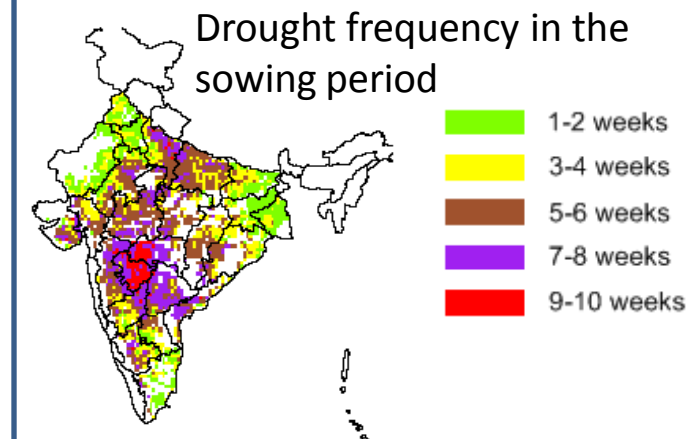 Drought frequency in the
sowing period
1-2 weeks
3-4 weeks
5-6 weeks
7-8 weeks
9-10 weeks